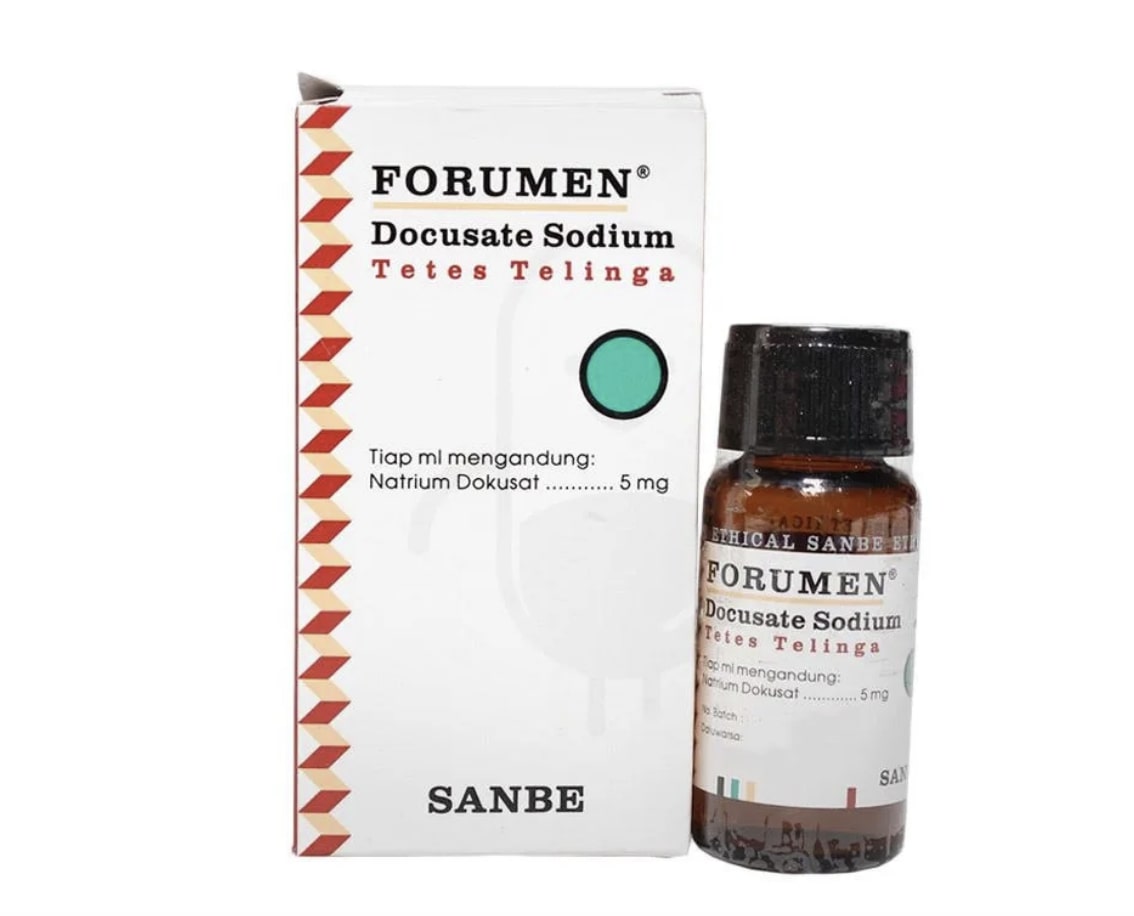 FORUMEN®
Docusate Sodium
Tetes Telinga
Tiap ml mengandung:
Natrium Dokusat ........... 5 mg
SANBE
ETHICAL SANBE ETH
FORUMEN®
Docusate Sodium
Tetes Telinga
Tiap ml mengandung:
Natrium Dokusat ............ 5 mg
No. Batch :
Daluwarsa:
SAN